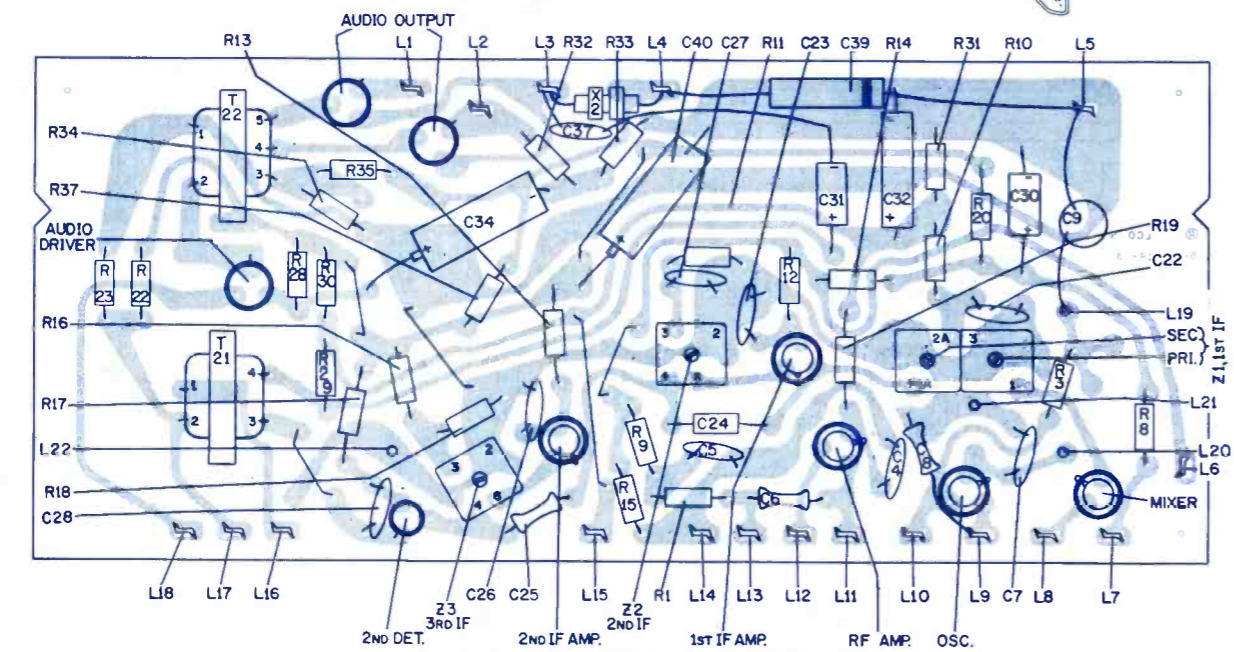 AUDIO OUTPUT
R13
L1
L2
L3
R32
R33
L4
C40
C27
R11
C23
C39
R14
R31
R10
L5
T
22
1
2
5
4
3
X
2
C37
R34
R35
R37
C34
+
-
C31
-
+
C32
+
R
20
C30
-
+
C9
R19
C22
AUDIO
DRIVER
R
23
R
22
R
28
R
30
R
12
L19
R16
3
2
2A
3
1
SEC.
PRI.
Z1, 1ST IF
T
21
1
2
4
3
R
29
R
3
R17
L21
R
8
L22
R
9
C24
C5
C4
C8
L20
L6
R18
3
2
4
6
R
15
C6
MIXER
C28
L18
L17
L16
2ND DET.
Z3
3RD IF
C26
C25
2ND IF AMP.
L15
Z2
2ND IF
R1
L14
L13
1ST IF AMP.
L12
L11
RF AMP.
L10
OSC.
L9
C7
L8
L7